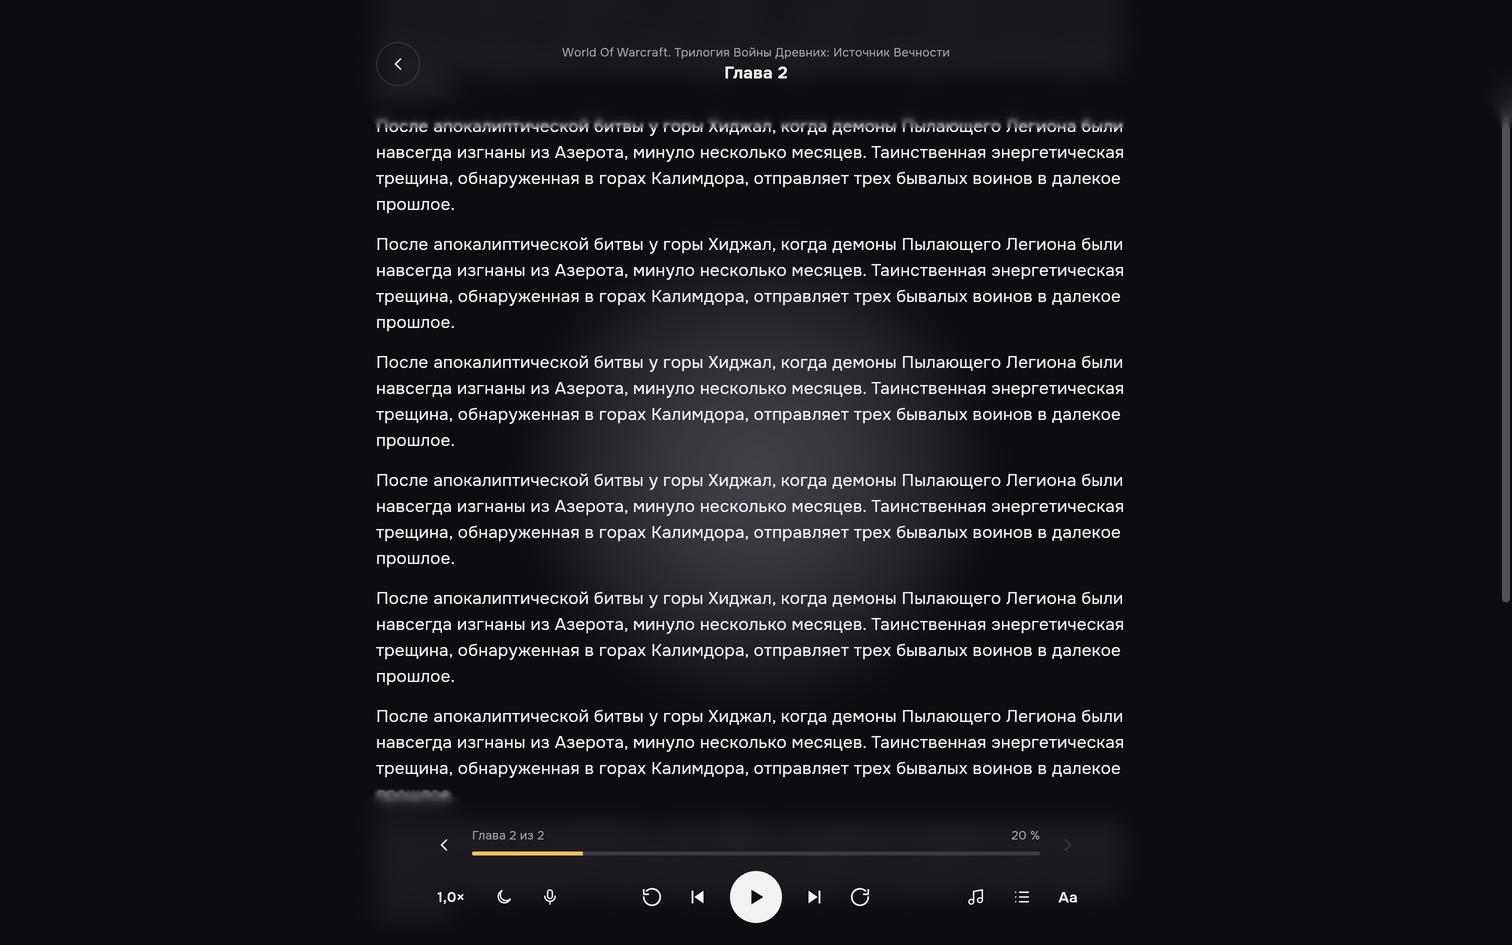 World Of Warcraft. Трилогия Войны Древних: Источник Вечности
Глава 2
После апокалиптической битвы у горы Хиджал, когда демоны Пылающего Легиона были
навсегда изгнаны из Азерота, минуло несколько месяцев. Таинственная энергетическая
трещина, обнаруженная в горах Калимдора, отправляет трех бывалых воинов в далекое
прошлое.
После апокалиптической битвы у горы Хиджал, когда демоны Пылающего Легиона были
навсегда изгнаны из Азерота, минуло несколько месяцев. Таинственная энергетическая
трещина, обнаруженная в горах Калимдора, отправляет трех бывалых воинов в далекое
прошлое.
После апокалиптической битвы у горы Хиджал, когда демоны Пылающего Легиона были
навсегда изгнаны из Азерота, минуло несколько месяцев. Таинственная энергетическая
трещина, обнаруженная в горах Калимдора, отправляет трех бывалых воинов в далекое
прошлое.
После апокалиптической битвы у горы Хиджал, когда демоны Пылающего Легиона были
навсегда изгнаны из Азерота, минуло несколько месяцев. Таинственная энергетическая
трещина, обнаруженная в горах Калимдора, отправляет трех бывалых воинов в далекое
прошлое.
После апокалиптической битвы у горы Хиджал, когда демоны Пылающего Легиона были
навсегда изгнаны из Азерота, минуло несколько месяцев. Таинственная энергетическая
трещина, обнаруженная в горах Калимдора, отправляет трех бывалых воинов в далекое
прошлое.
После апокалиптической битвы у горы Хиджал, когда демоны Пылающего Легиона были
навсегда изгнаны из Азерота, минуло несколько месяцев. Таинственная энергетическая
трещина, обнаруженная в горах Калимдора, отправляет трех бывалых воинов в далекое
прошлое.
Глава 2 из 2
20 %
1,0×
Aa